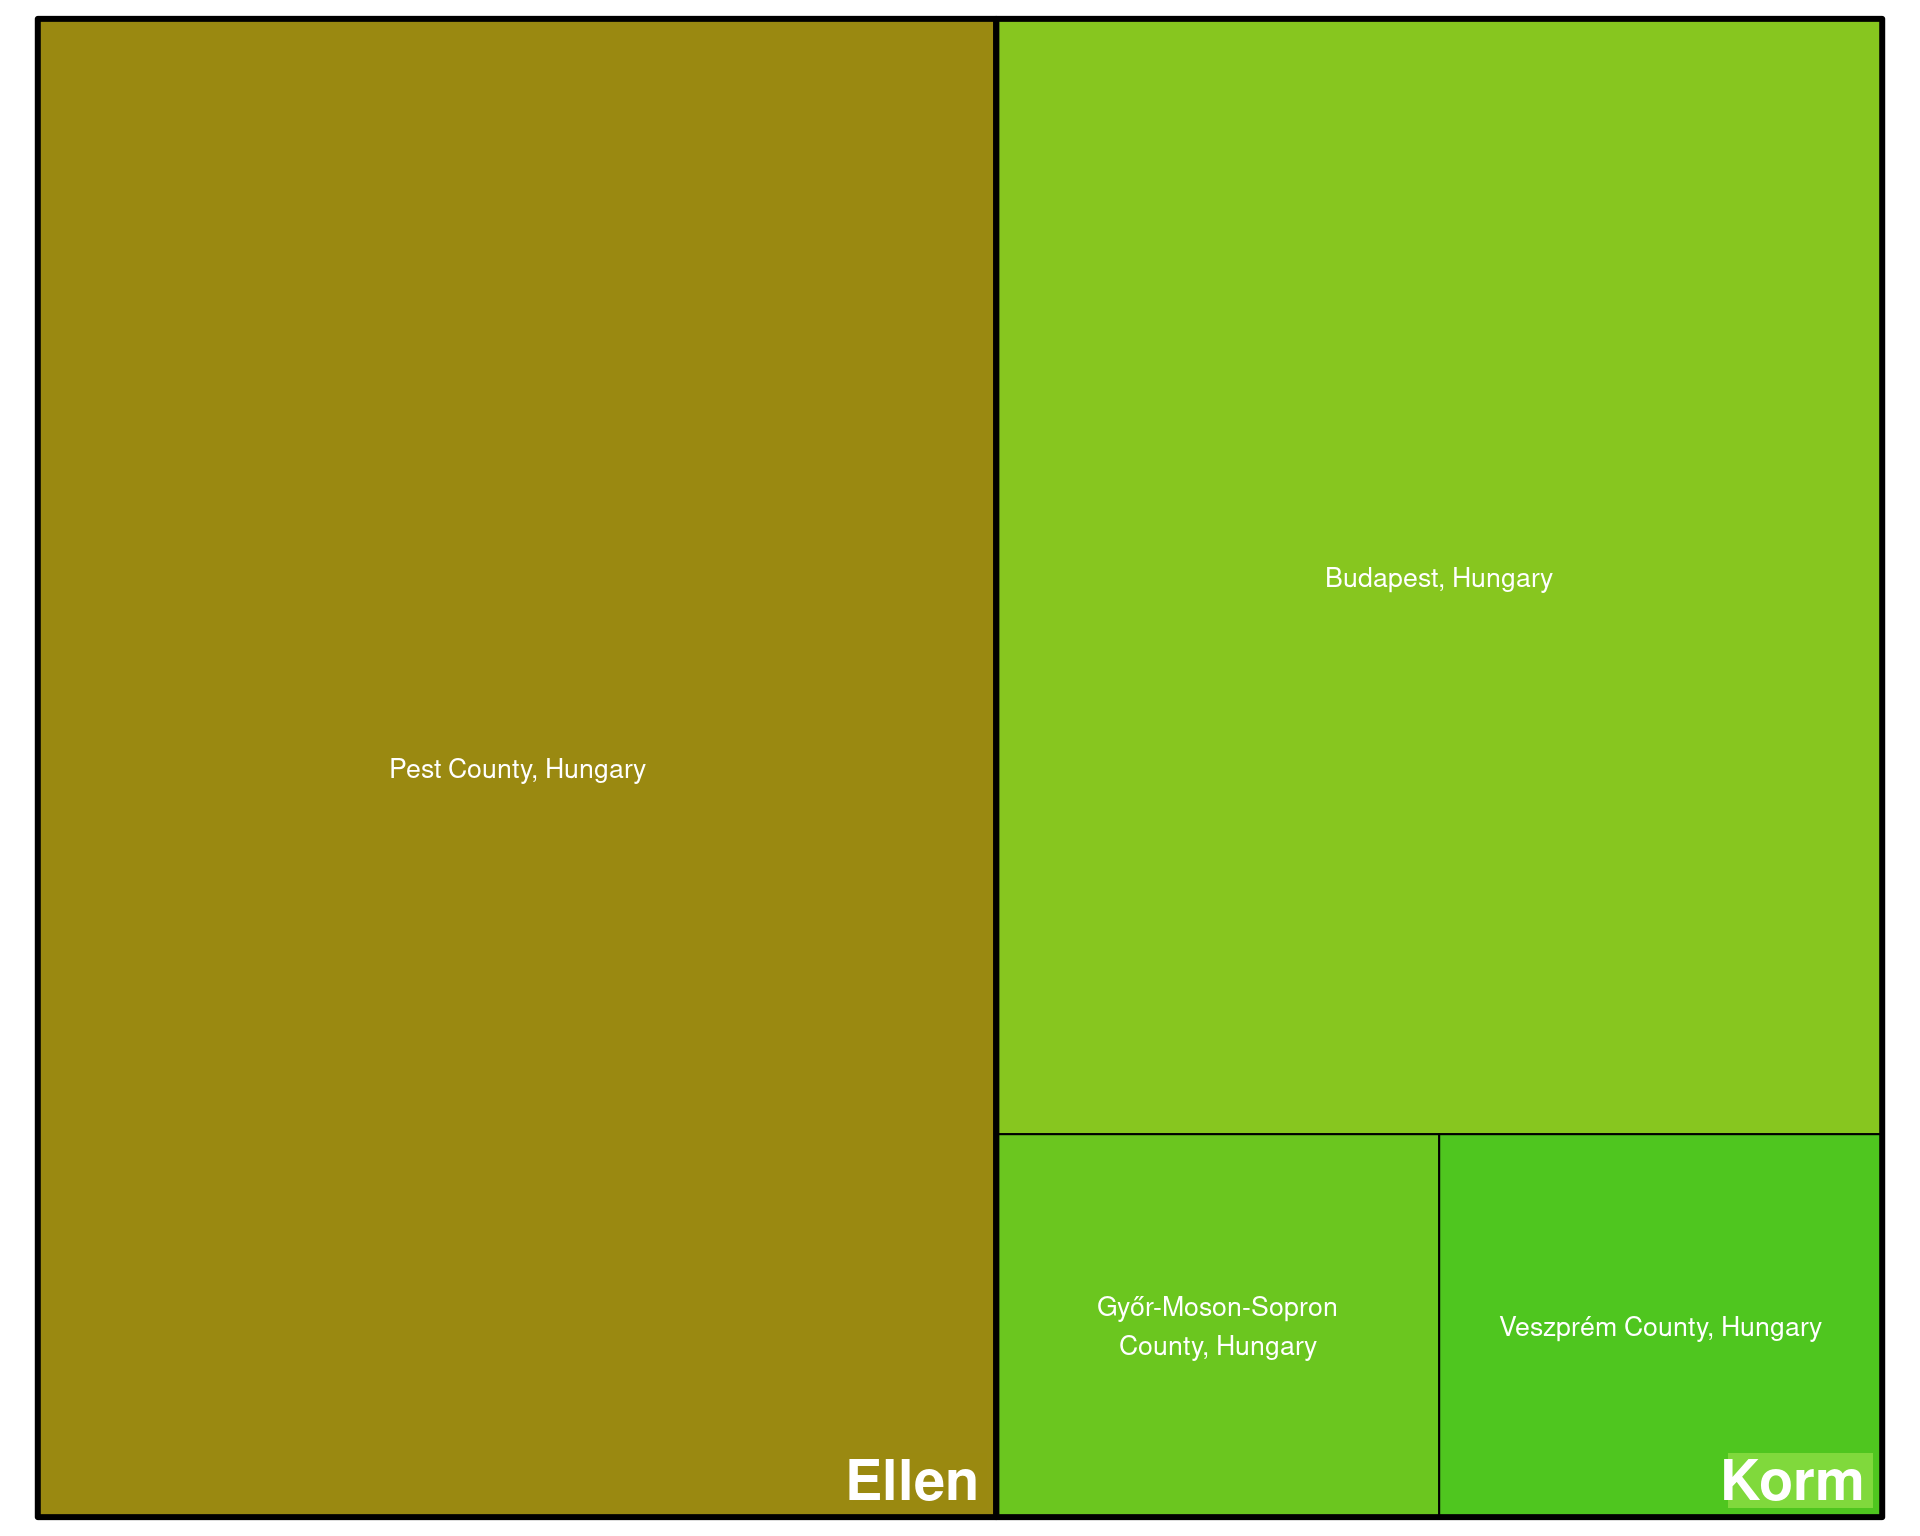 Pest County, Hungary
Ellen
Budapest, Hungary
Győr-Moson-Sopron
County, Hungary
Veszprém County, Hungary
Korm